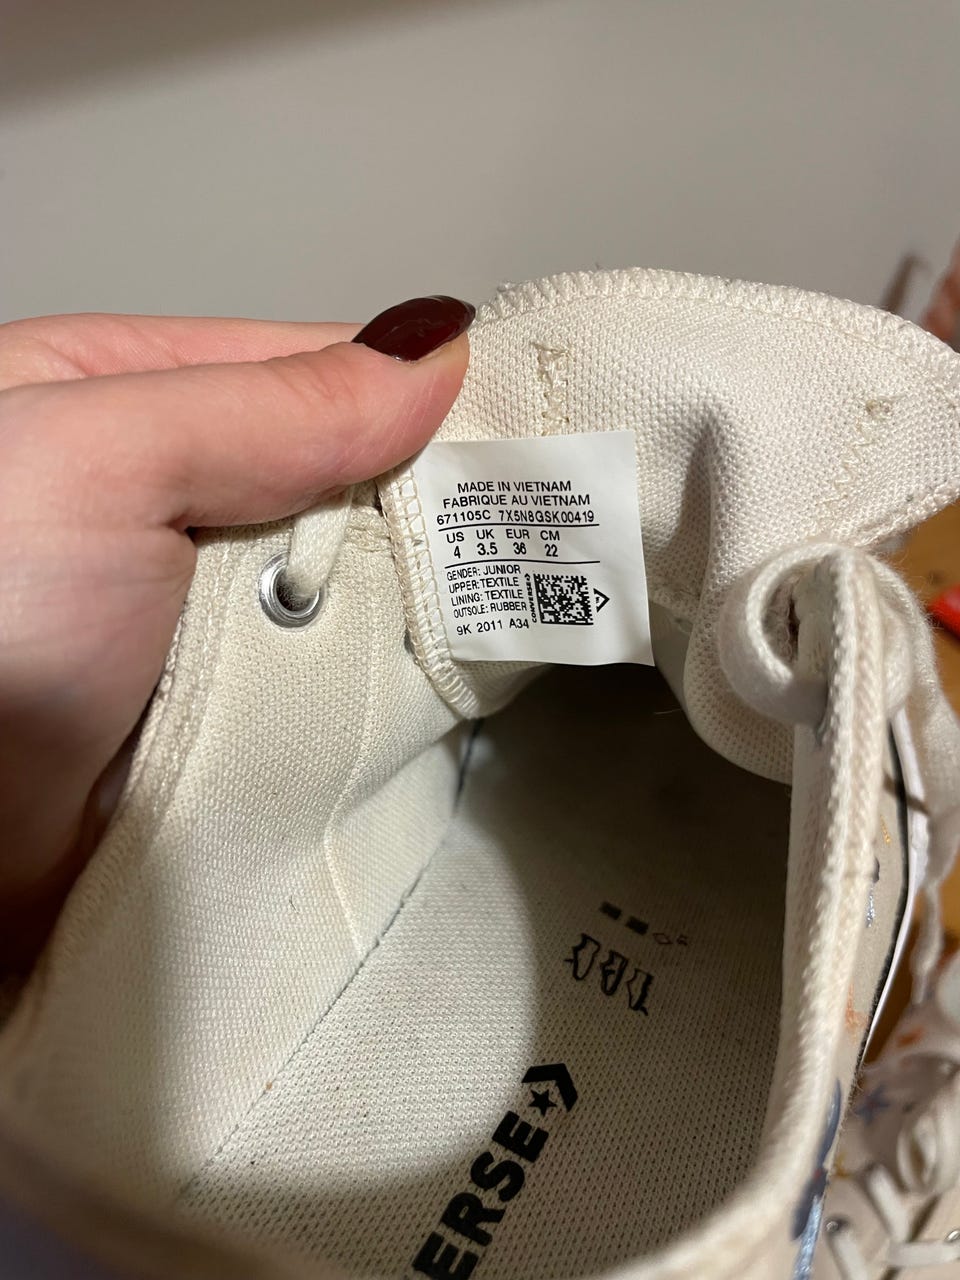 MADE IN VIETNAM
FABRIQUE AU VIETNAM
671105C 7X5N8GSK00419
US UK EUR CM
4 3.5 36 22
GENDER: JUNIOR
UPPER: TEXTILE
LINING: TEXTILE
OUTSOLE: RUBBER
CONVERSE
9K 2011 A34
ERSE